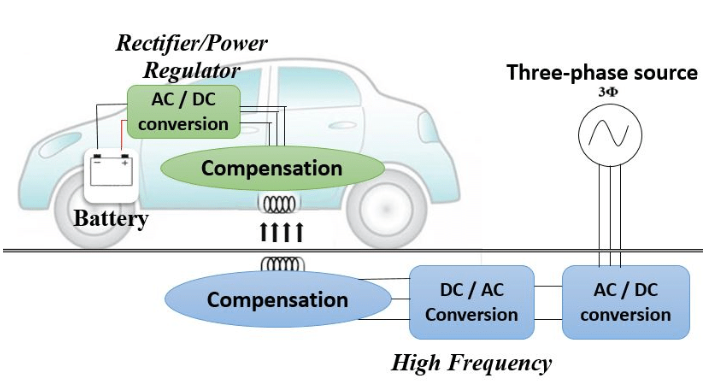 Rectifier/Power
Regulator
AC / DC
conversion
Three-phase source
3Φ
Compensation
- +
Battery
Compensation
DC / AC
Conversion
AC / DC
conversion
High Frequency